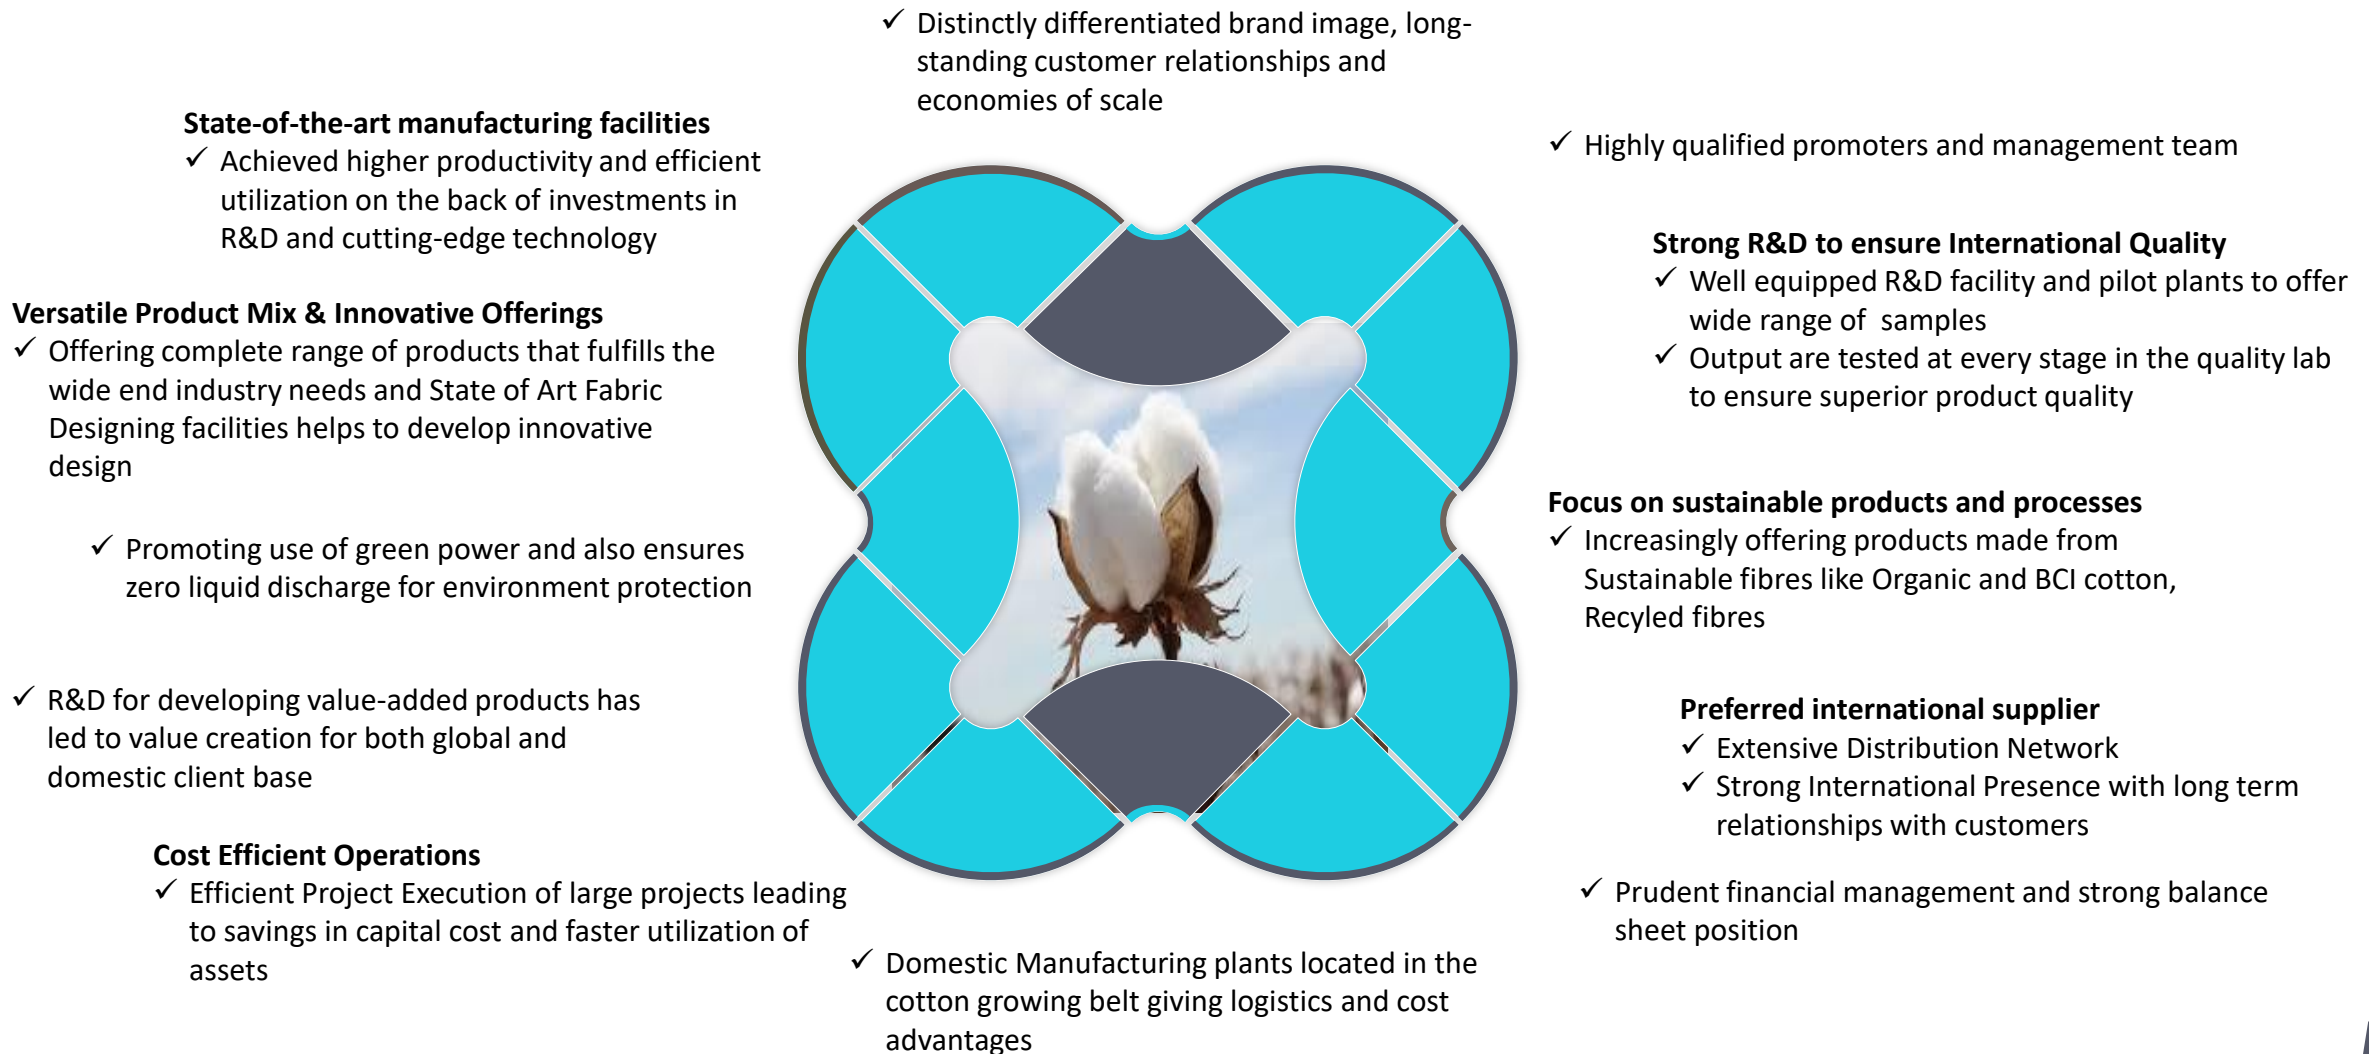 ✓ Distinctly differentiated brand image, long-
standing customer relationships and
economies of scale
State-of-the-art manufacturing facilities
✓ Achieved higher productivity and efficient
utilization on the back of investments in
R&D and cutting-edge technology
Versatile Product Mix & Innovative Offerings
✓ Offering complete range of products that fulfills the
wide end industry needs and State of Art Fabric
Designing facilities helps to develop innovative
design
✓ Promoting use of green power and also ensures
zero liquid discharge for environment protection
✓ R&D for developing value-added products has
led to value creation for both global and
domestic client base
Cost Efficient Operations
✓ Efficient Project Execution of large projects leading
to savings in capital cost and faster utilization of
assets
✓ Domestic Manufacturing plants located in the
cotton growing belt giving logistics and cost
advantages
✓ Highly qualified promoters and management team
Strong R&D to ensure International Quality
✓ Well equipped R&D facility and pilot plants to offer
wide range of samples
✓ Output are tested at every stage in the quality lab
to ensure superior product quality
Focus on sustainable products and processes
✓ Increasingly offering products made from
Sustainable fibres like Organic and BCI cotton,
Recyled fibres
Preferred international supplier
✓ Extensive Distribution Network
✓ Strong International Presence with long term
relationships with customers
✓ Prudent financial management and strong balance
sheet position